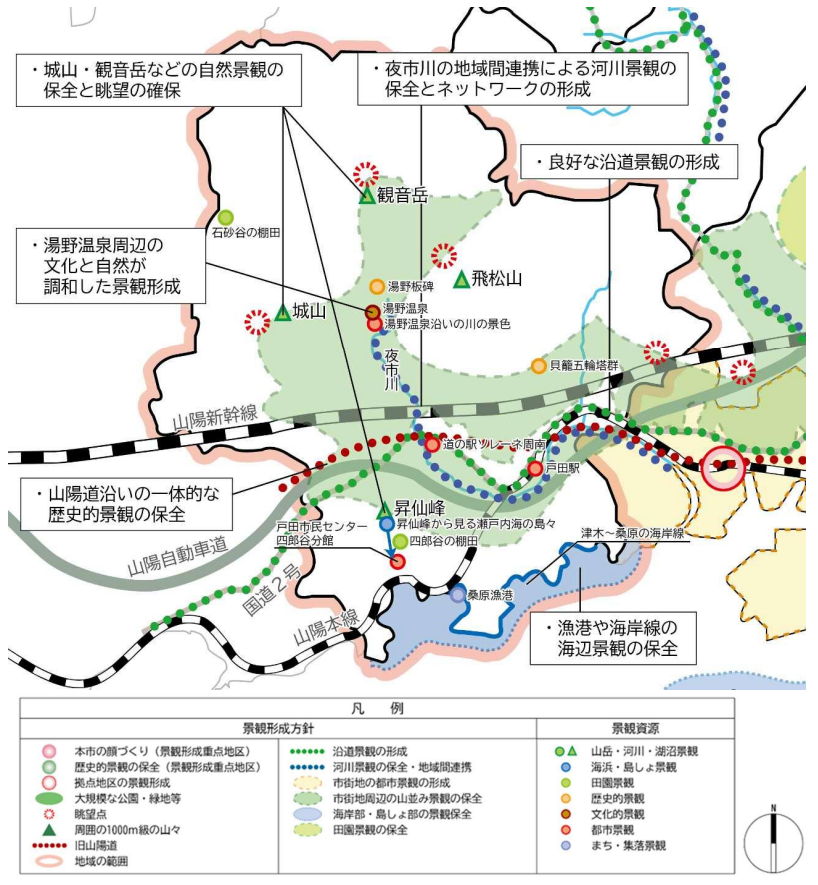 ・城山・観音岳などの自然景観の
保全と眺望の確保
・夜市川の地域間連携による河川景観の
保全とネットワークの形成
・良好な沿道景観の形成
観音岳
石砂谷の棚田
・湯野温泉周辺の
文化と自然が
調和した景観形成
飛松山
湯野板碑
城山
湯野温泉
湯野温泉沿いの川の景色
夜市川
貝籠五輪塔群
山陽新幹線
道の駅ソレーネ周南
戸田駅
・山陽道沿いの一体的な
歴史的景観の保全
昇仙峰
昇仙峰から見る瀬戸内海の島々
戸田市民センター
四郎谷分館
四郎谷の棚田
津木～桑原の海岸線
山陽自動車道
国道２号
桑原漁港
山陽本線
・漁港や海岸線の
海辺景観の保全
凡 例
景観形成方針
景観資源
本市の顔づくり（景観形成重点地区）
歴史的景観の保全（景観形成重点地区）
拠点地区の景観形成
大規模な公園・緑地等
眺望点
周囲の1000m級の山々
旧山陽道
地域の範囲
沿道景観の形成
河川景観の保全・地域間連携
市街地の都市景観の形成
市街地周辺の山並み景観の保全
海岸部・島しょ部の景観保全
田園景観の保全
山岳・河川・湖沼景観
海浜・島しょ景観
田園景観
歴史的景観
文化的景観
都市景観
まち・集落景観
N